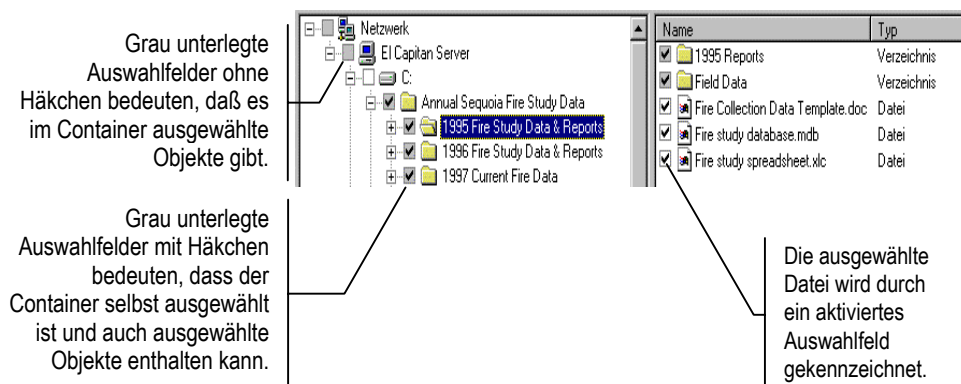 Grau unterlegte
Auswahlfelder ohne
Häkchen bedeuten, daß es
im Container ausgewählte
Objekte gibt.
Grau unterlegte
Auswahlfelder mit Häkchen
bedeuten, dass der
Container selbst ausgewählt
ist und auch ausgewählte
Objekte enthalten kann.
Netzwerk
El Capitan Server
C:
Annual Sequoia Fire Study Data
1995 Fire Study Data & Reports
1996 Fire Study Data & Reports
1997 Current Fire Data
Name Typ
1995 Reports Verzeichnis
Field Data Verzeichnis
Fire Collection Data Template.doc Datei
Fire study database.mdb Datei
Fire study spreadsheet.xlc Datei
Die ausgewählte
Datei wird durch
ein aktiviertes
Auswahlfeld
gekennzeichnet.